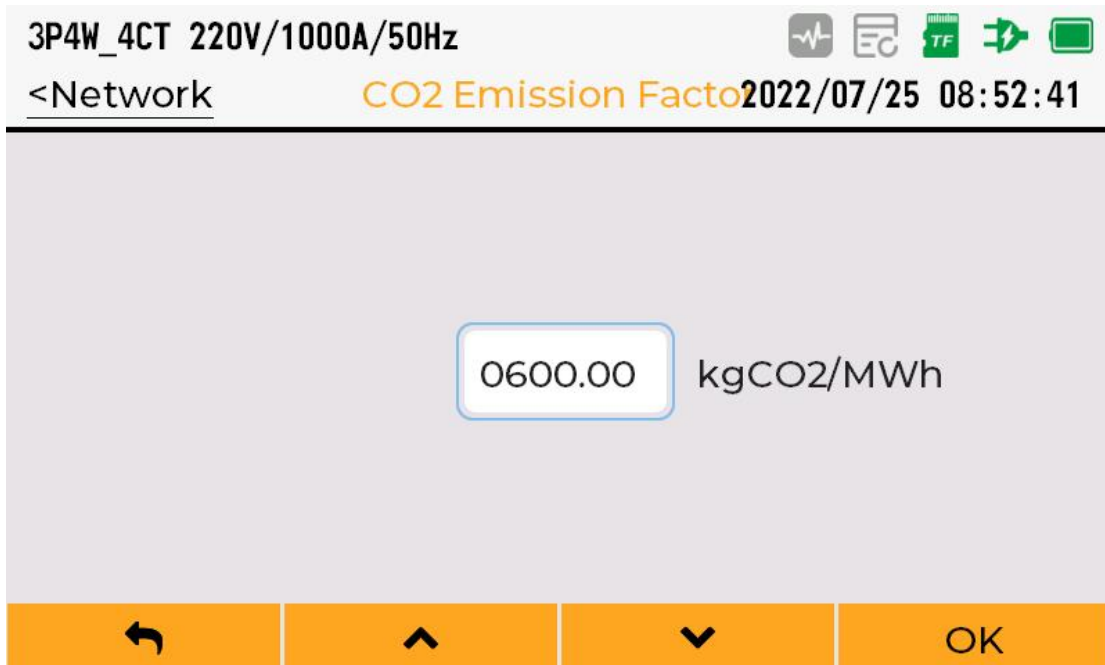 3P4W_4CT 220V/1000A/50Hz
TF
<Network CO2 Emission Factor 2022/07/25 08:52:41
0600.00 kgCO2/MWh
OK